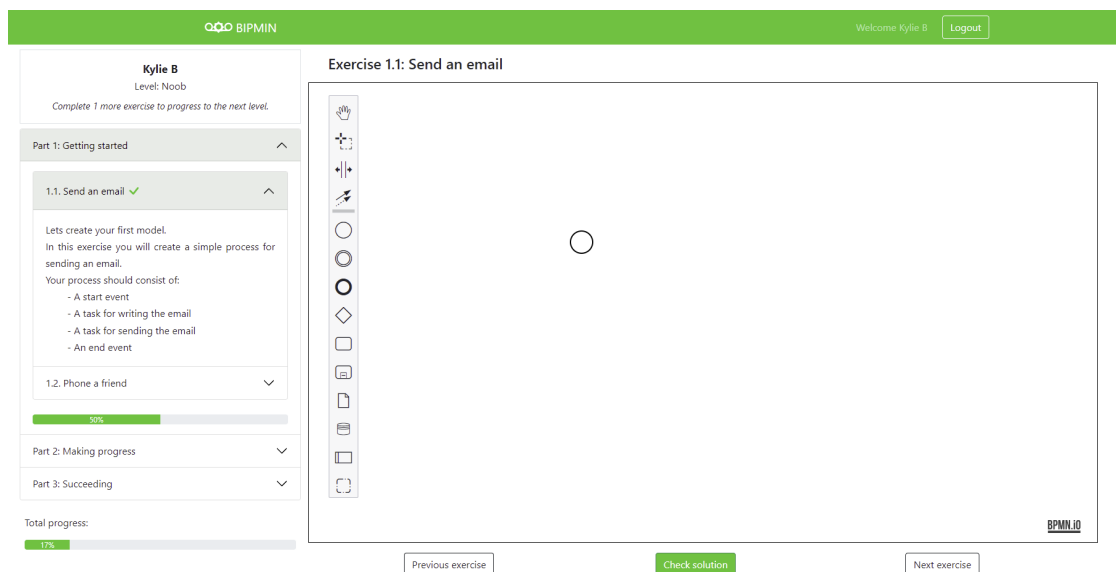 BIPMIN
Welcome Kylie B
Logout
Kylie B
Level: Noob
Complete 1 more exercise to progress to the next level.
Part 1: Getting started
1.1. Send an email
Lets create your first model.
In this exercise you will create a simple process for
sending an email.
Your process should consist of:
- A start event
- A task for writing the email
- A task for sending the email
- An end event
1.2. Phone a friend
50%
Part 2: Making progress
Part 3: Succeeding
Total progress:
17%
Exercise 1.1: Send an email
BPMN.iO
Previous exercise
Check solution
Next exercise